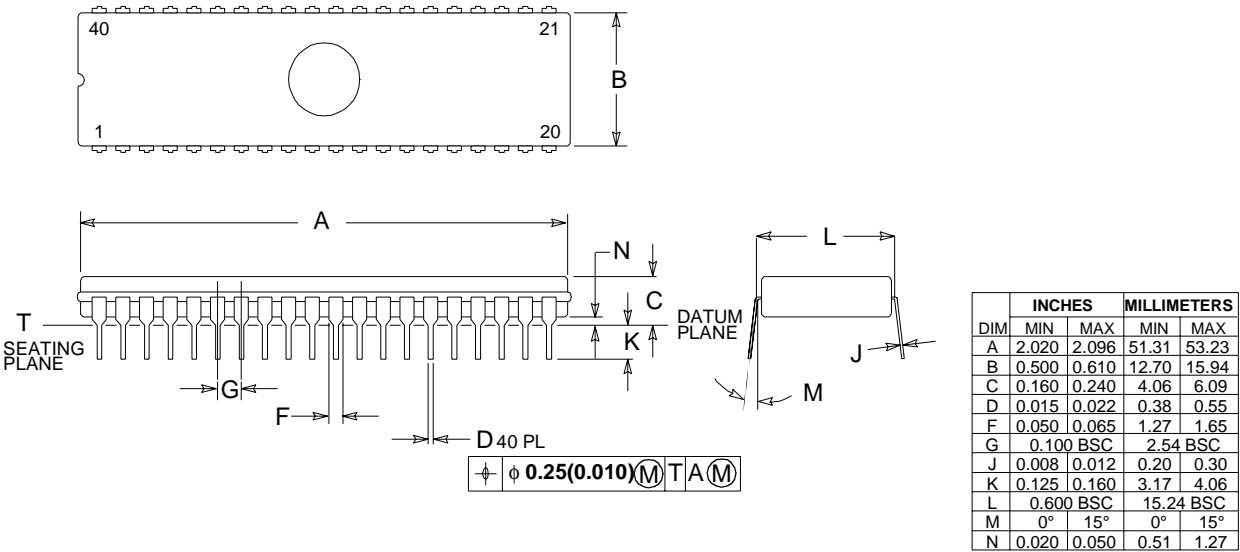 40 21
B
1 20
A
N
L
C
T
SEATING
PLANE
K
DATUM
PLANE
J
G
M
F
D 40 PL
⌖ ϕ 0.25(0.010) Ⓜ T A Ⓜ
INCHES MILLIMETERS
DIM MIN MAX MIN MAX
A 2.020 2.096 51.31 53.23
B 0.500 0.610 12.70 15.94
C 0.160 0.240 4.06 6.09
D 0.015 0.022 0.38 0.55
F 0.050 0.065 1.27 1.65
G 0.100 BSC 2.54 BSC
J 0.008 0.012 0.20 0.30
K 0.125 0.160 3.17 4.06
L 0.600 BSC 15.24 BSC
M 0° 15° 0° 15°
N 0.020 0.050 0.51 1.27